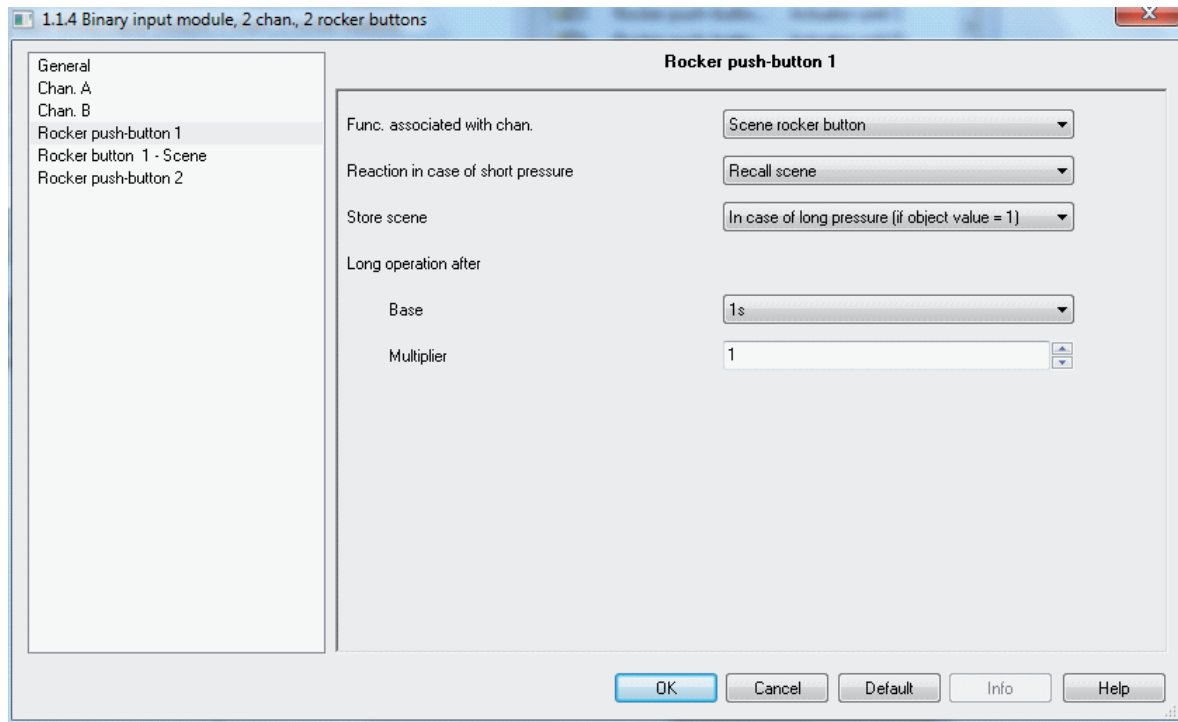 1.1.4 Binary input module, 2 chan., 2 rocker buttons
General
Chan. A
Chan. B
Rocker push-button 1
Rocker button 1 - Scene
Rocker push-button 2
Rocker push-button 1
Func. associated with chan.
Scene rocker button
Reaction in case of short pressure
Recall scene
Store scene
In case of long pressure (if object value = 1)
Long operation after
Base
1s
Multiplier
1
OK
Cancel
Default
Info
Help